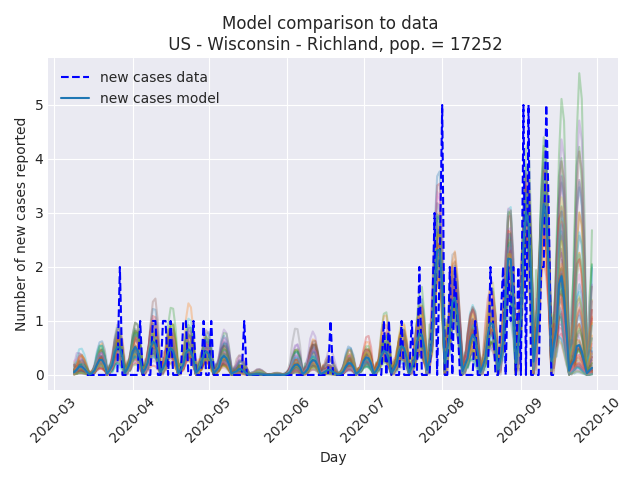 Model comparison to data
US - Wisconsin - Richland, pop. = 17252
new cases data
new cases model
Number of new cases reported
5
4
3
2
1
0
2020-03
2020-04
2020-05
2020-06
2020-07
2020-08
2020-09
2020-10
Day